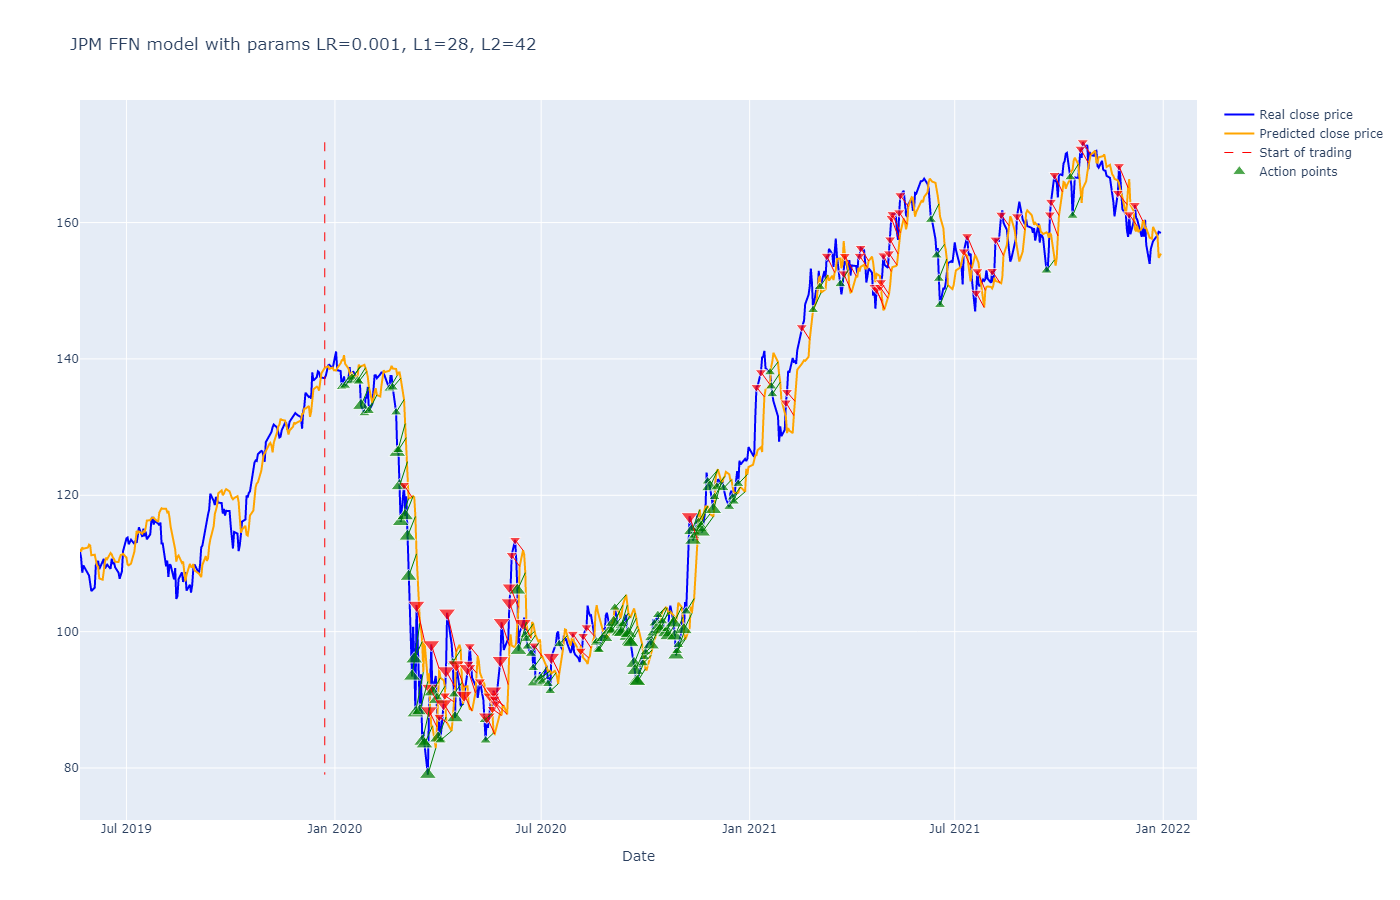 JPM FFN model with params LR=0.001, L1=28, L2=42
Real close price
Predicted close price
Start of trading
Action points
160
140
120
100
80
Jul 2019
Jan 2020
Jul 2020
Jan 2021
Jul 2021
Jan 2022
Date